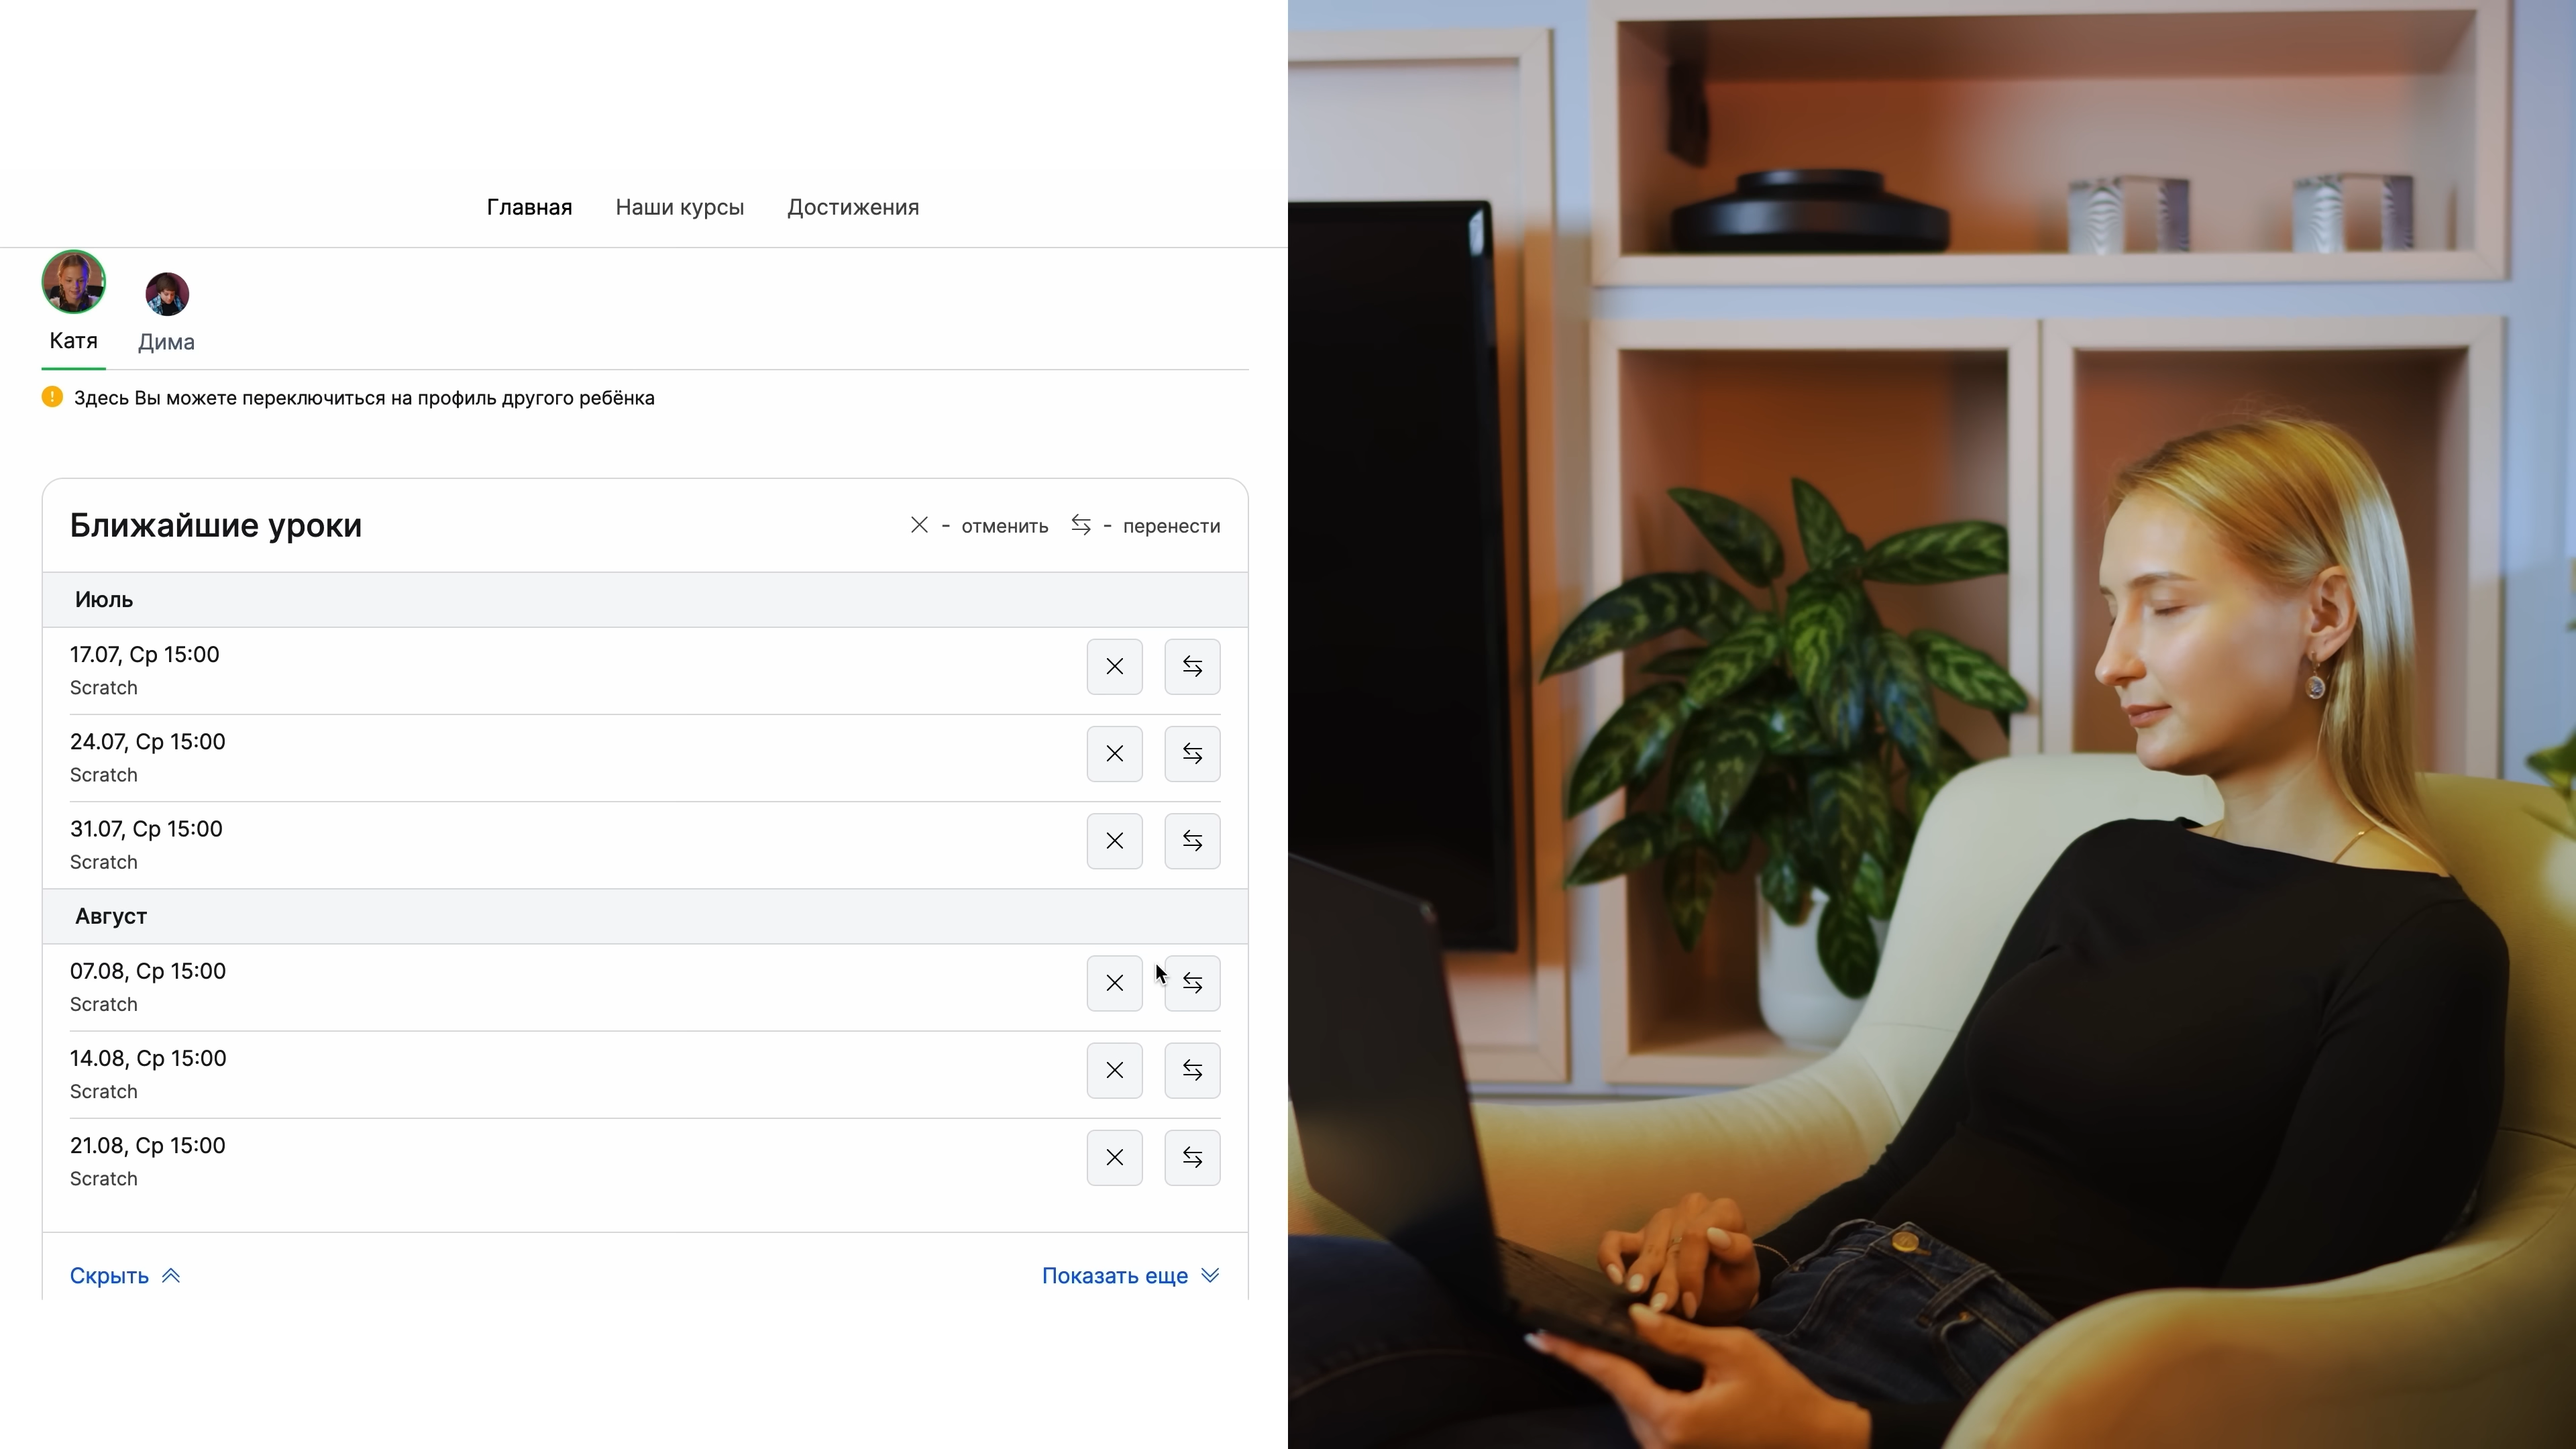 Главная Наши курсы Достижения
Катя Дима
Здесь Вы можете переключиться на профиль другого ребёнка
Ближайшие уроки - отменить - перенести
Июль
17.07, Ср 15:00
Scratch
24.07, Ср 15:00
Scratch
31.07, Ср 15:00
Scratch
Август
07.08, Ср 15:00
Scratch
14.08, Ср 15:00
Scratch
21.08, Ср 15:00
Scratch
Скрыть Показать еще